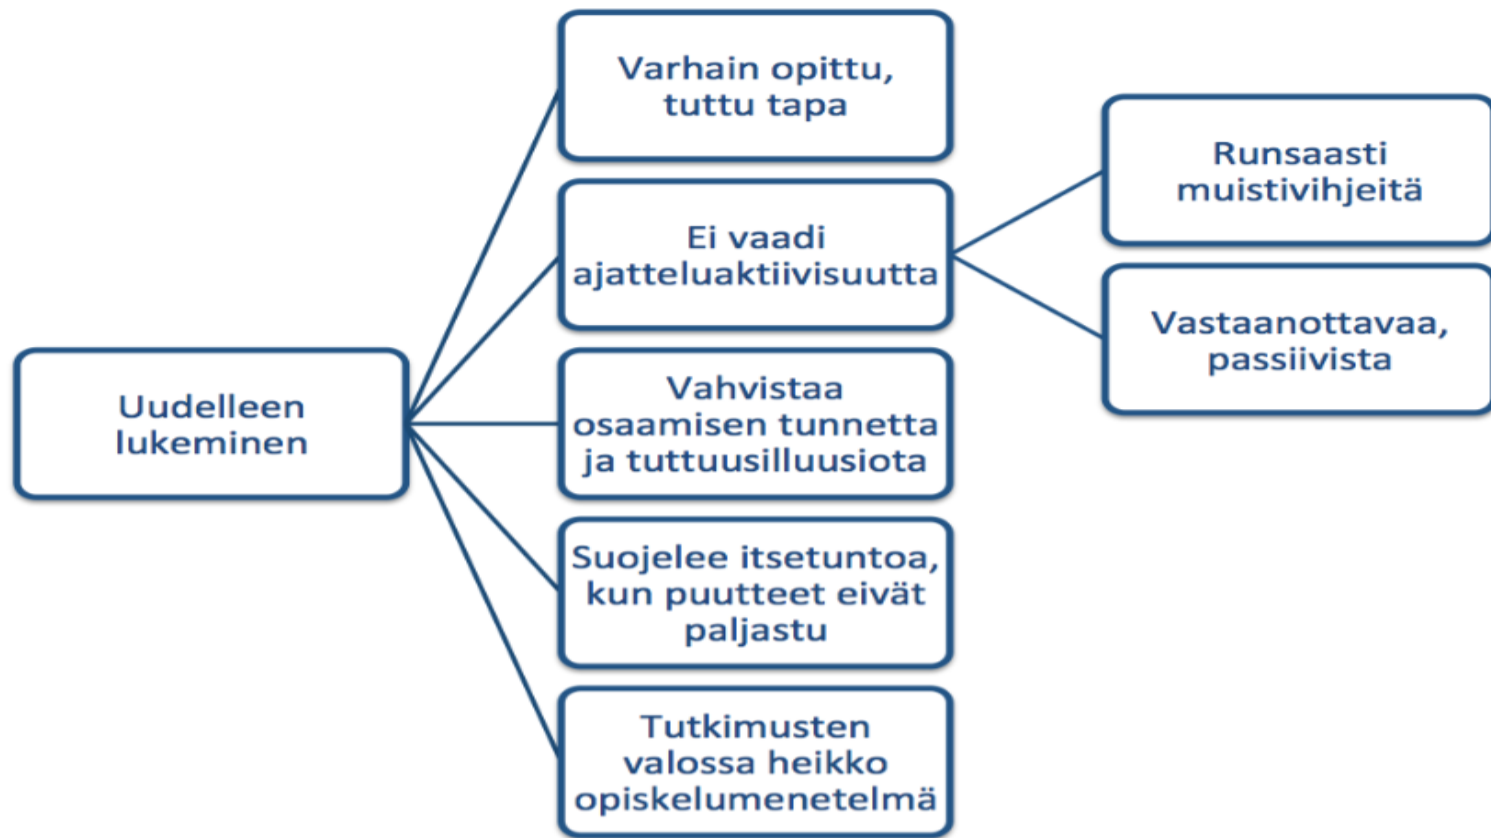 Uudelleen
lukeminen
Varhain opittu,
tuttu tapa
Ei vaadi
ajatteluaktiivisuutta
Runsaasti
muistivihjeitä
Vastaanottavaa,
passiivista
Vahvistaa
osaamisen tunnetta
ja tuttuusilluusiota
Suojelee itsetuntoa,
kun puutteet eivät
paljastu
Tutkimusten
valossa heikko
opiskelumenetelmä